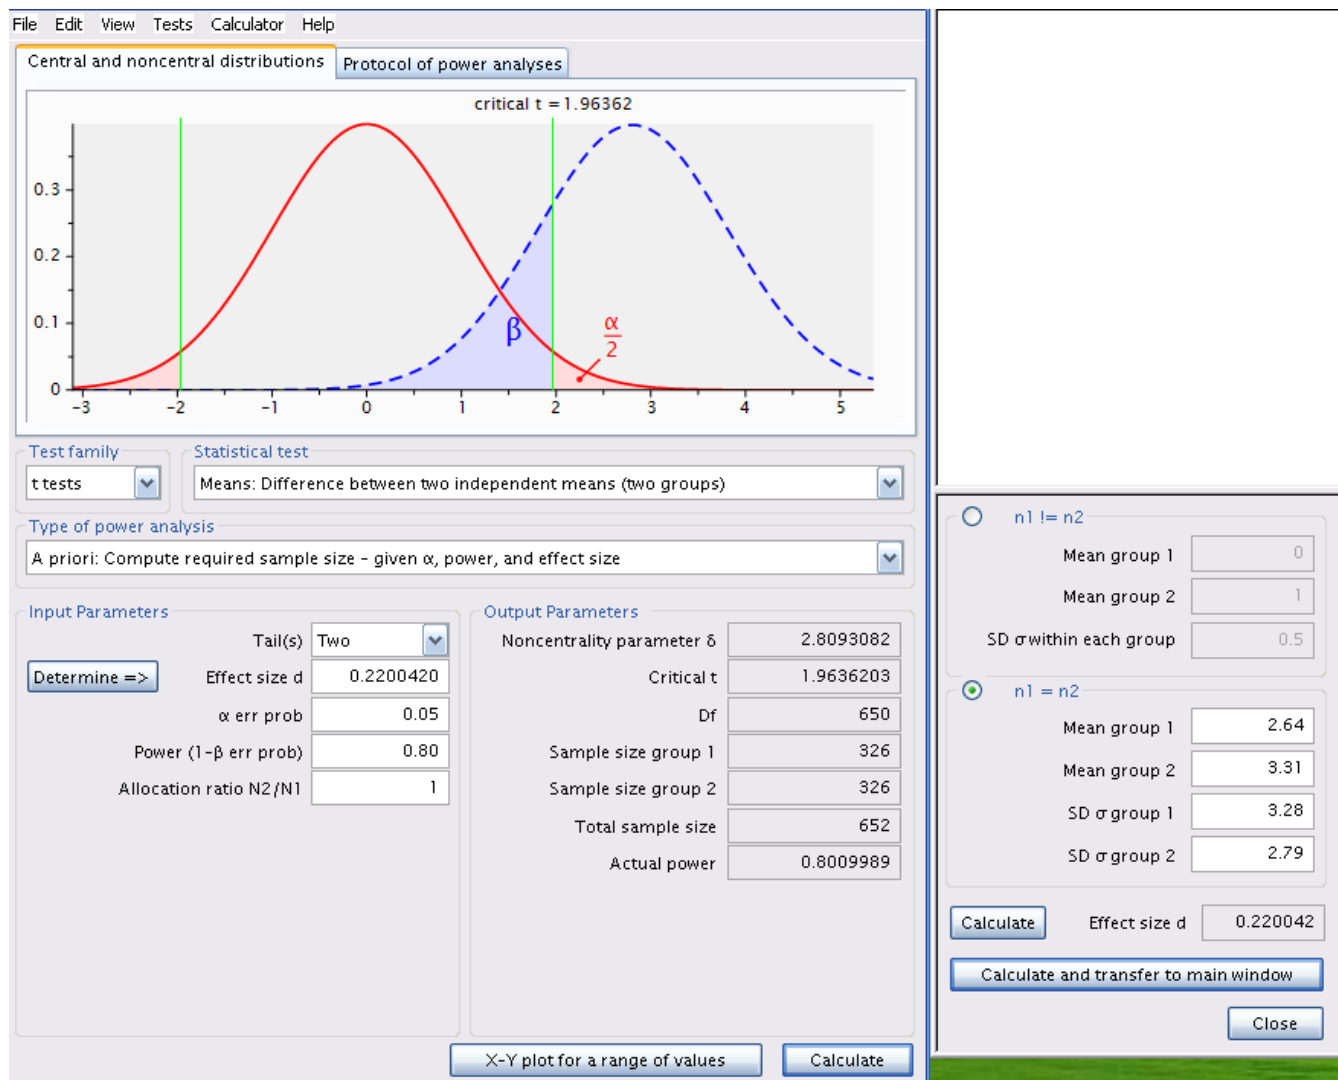 File Edit View Tests Calculator Help
Central and noncentral distributions
Protocol of power analyses
critical t = 1.96362
0.3
0.2
0.1
0
β
α
2
-3 -2 -1 0 1 2 3 4 5
Test family
t tests
Statistical test
Means: Difference between two independent means (two groups)
Type of power analysis
A priori: Compute required sample size - given α, power, and effect size
Input Parameters
Tail(s) Two
Determine => Effect size d 0.2200420
α err prob 0.05
Power (1-β err prob) 0.80
Allocation ratio N2/N1 1
Output Parameters
Noncentrality parameter δ 2.8093082
Critical t 1.9636203
Df 650
Sample size group 1 326
Sample size group 2 326
Total sample size 652
Actual power 0.8009989
X-Y plot for a range of values
Calculate
n1 != n2
Mean group 1 0
Mean group 2 1
SD σ within each group 0.5
n1 = n2
Mean group 1 2.64
Mean group 2 3.31
SD σ group 1 3.28
SD σ group 2 2.79
Calculate Effect size d 0.220042
Calculate and transfer to main window
Close